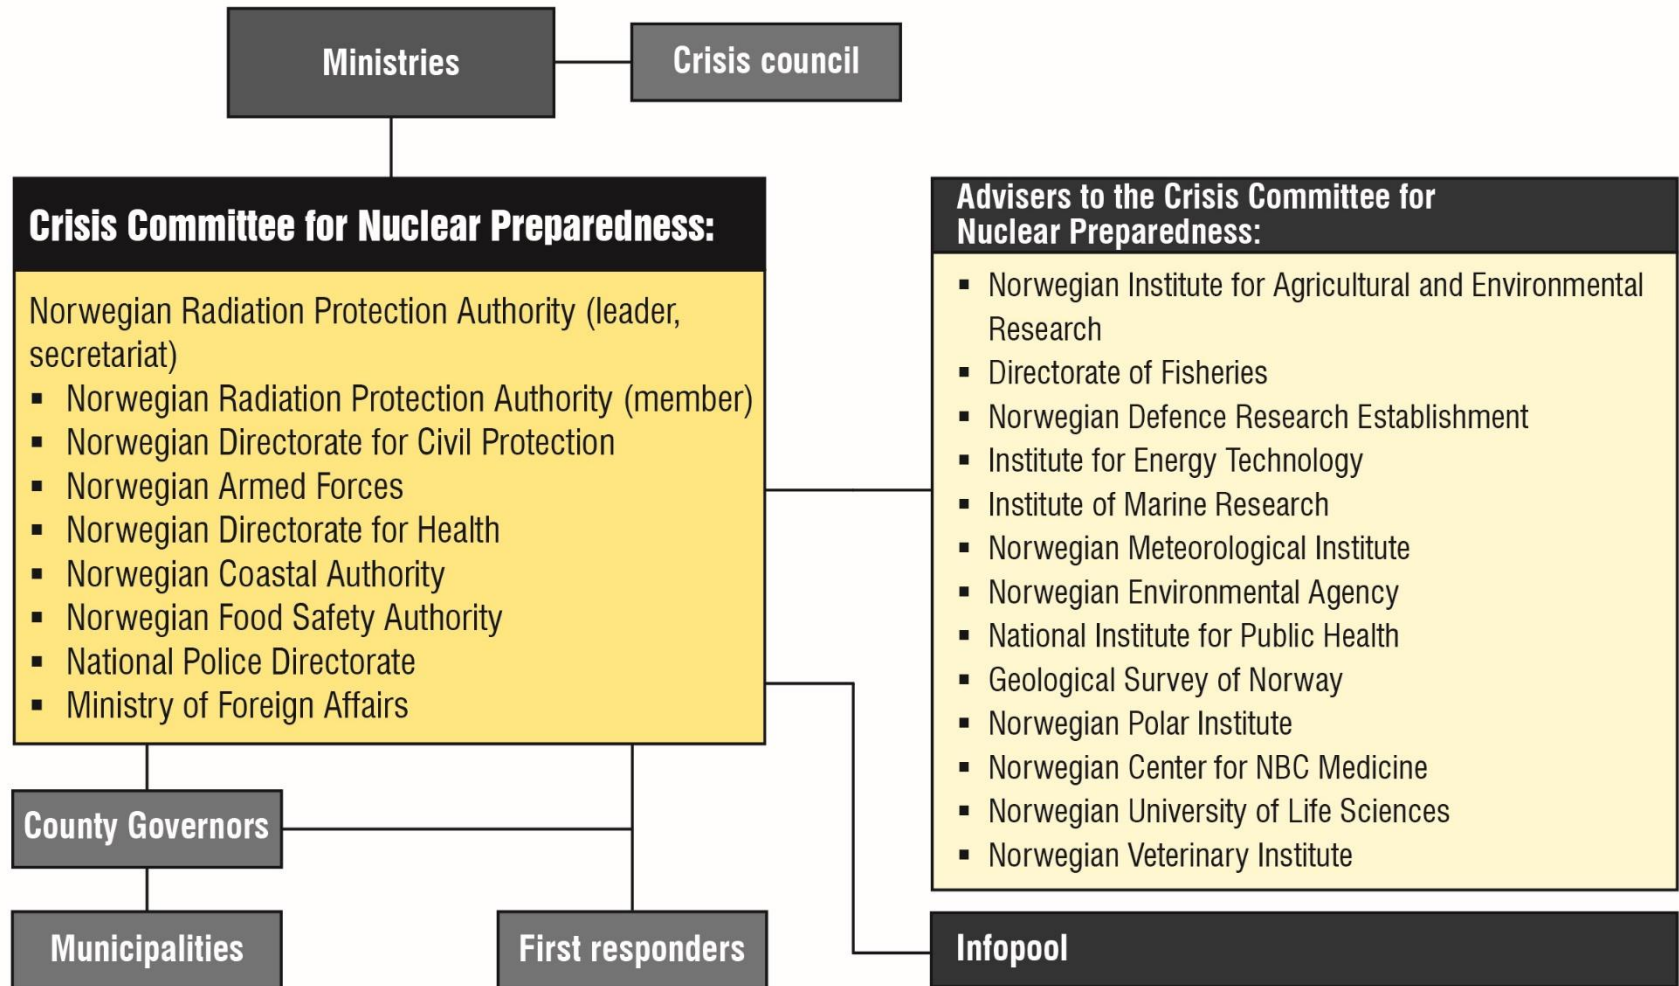 Ministries
Crisis council
Crisis Committee for Nuclear Preparedness:
Norwegian Radiation Protection Authority (leader,
secretariat)
▪ Norwegian Radiation Protection Authority (member)
▪ Norwegian Directorate for Civil Protection
▪ Norwegian Armed Forces
▪ Norwegian Directorate for Health
▪ Norwegian Coastal Authority
▪ Norwegian Food Safety Authority
▪ National Police Directorate
▪ Ministry of Foreign Affairs
Advisers to the Crisis Committee for
Nuclear Preparedness:
▪ Norwegian Institute for Agricultural and Environmental
Research
▪ Directorate of Fisheries
▪ Norwegian Defence Research Establishment
▪ Institute for Energy Technology
▪ Institute of Marine Research
▪ Norwegian Meteorological Institute
▪ Norwegian Environmental Agency
▪ National Institute for Public Health
▪ Geological Survey of Norway
▪ Norwegian Polar Institute
▪ Norwegian Center for NBC Medicine
▪ Norwegian University of Life Sciences
▪ Norwegian Veterinary Institute
County Governors
Municipalities
First responders
Infopool